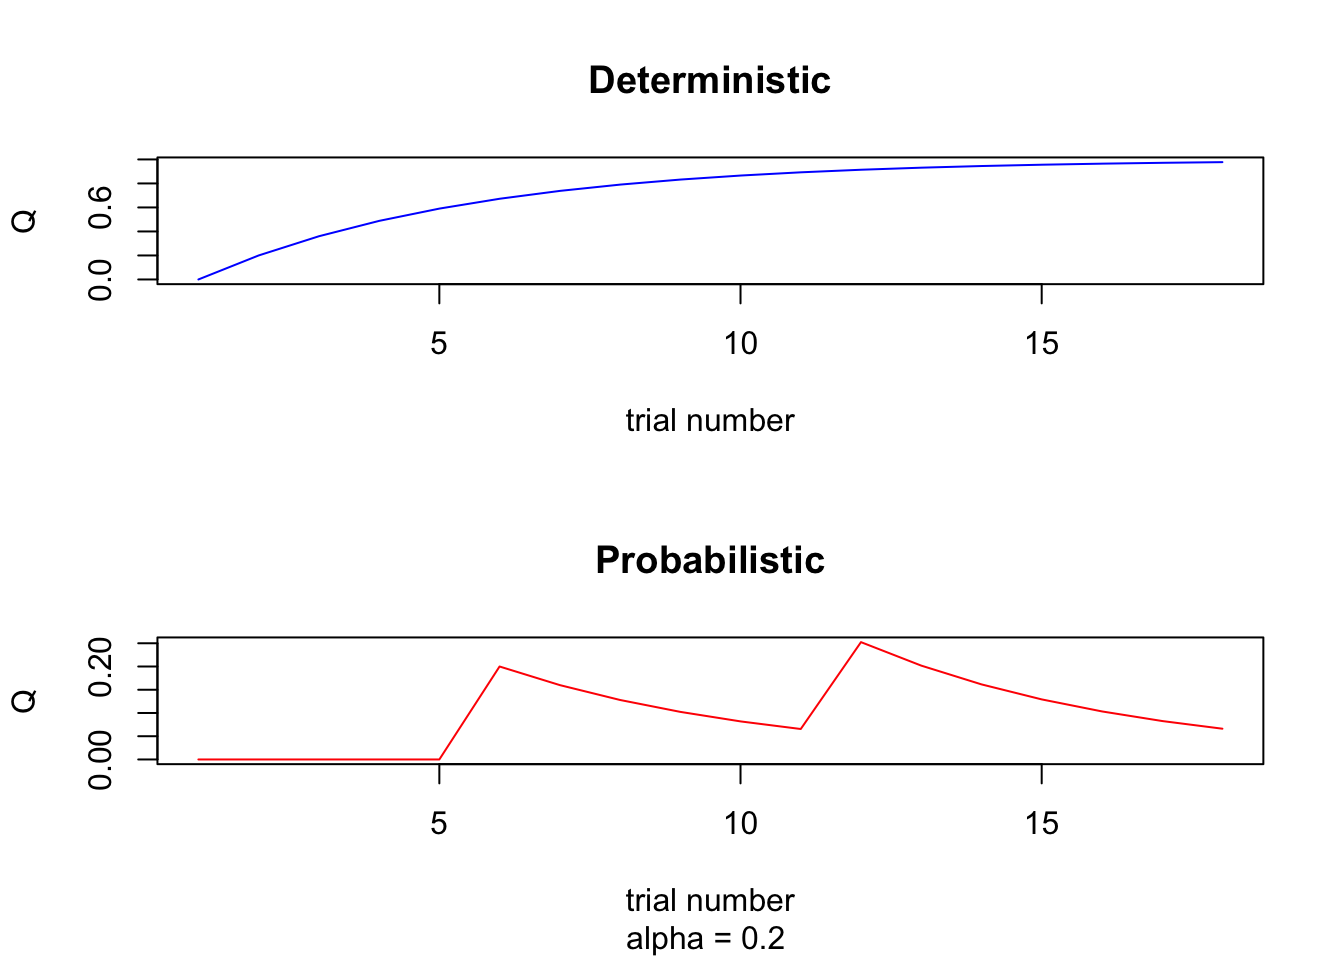 Deterministic
Q
0.6
0.0
5 10 15
trial number
Probabilistic
Q
0.20
0.00
5 10 15
trial number
alpha = 0.2